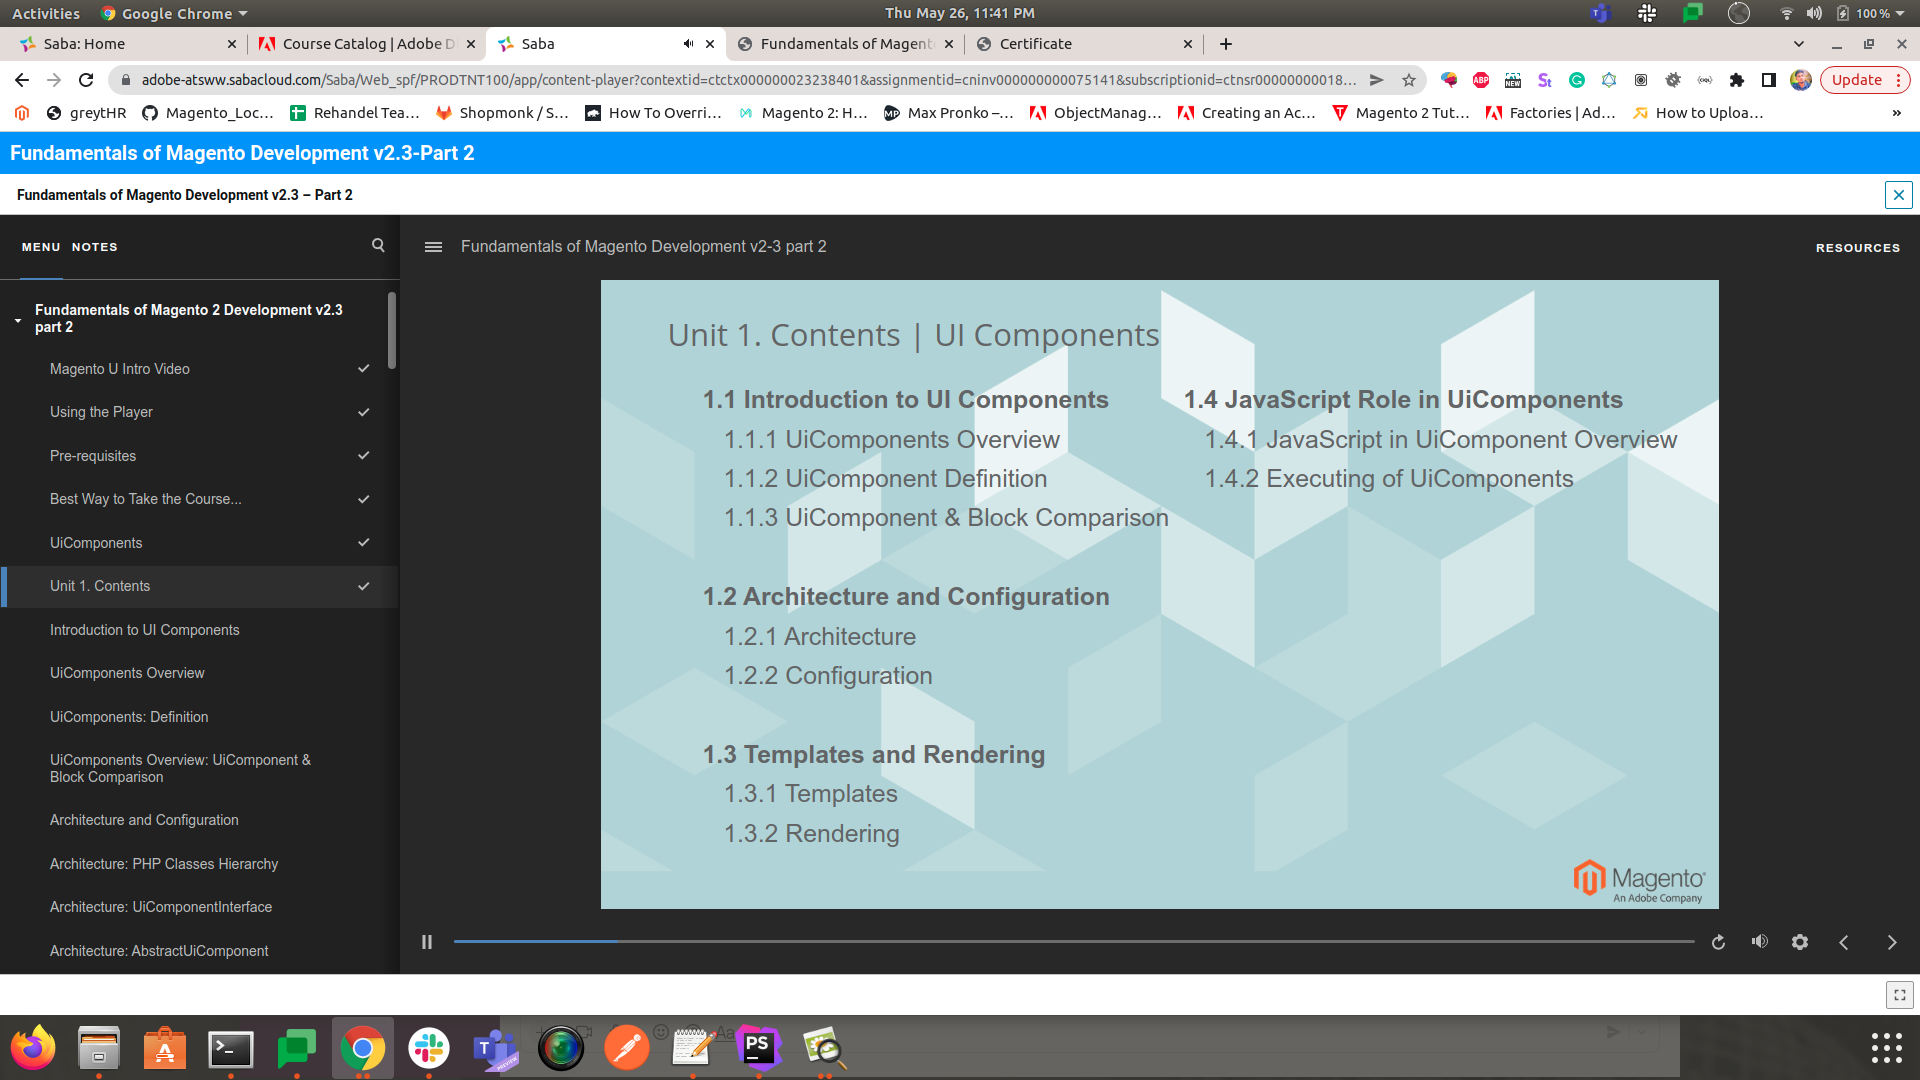 Activities Google Chrome Thu May 26, 11:41 PM 100 %
Saba: Home Course Catalog | Adobe D Saba Fundamentals of Magent Certificate
adobe-atsww.sabacloud.com/Saba/Web_spf/PRODTNT100/app/content-player?contextid=ctctx000000023238401&assignmentid=cninv000000000075141&subscriptionid=ctnsr00000000018... ABP NEW St Update
greytHR Magento_Loc... Rehandel Tea... Shopmonk / S... How To Overri... Magento 2: H... MP Max Pronko –... ObjectManag... Creating an Ac... Magento 2 Tut... Factories | Ad... How to Uploa... »
Fundamentals of Magento Development v2.3-Part 2
Fundamentals of Magento Development v2.3 – Part 2
MENU NOTES
Fundamentals of Magento Development v2-3 part 2
RESOURCES
Fundamentals of Magento 2 Development v2.3
part 2
Magento U Intro Video
Using the Player
Pre-requisites
Best Way to Take the Course...
UiComponents
Unit 1. Contents
Introduction to UI Components
UiComponents Overview
UiComponents: Definition
UiComponents Overview: UiComponent &
Block Comparison
Architecture and Configuration
Architecture: PHP Classes Hierarchy
Architecture: UiComponentInterface
Architecture: AbstractUiComponent
Unit 1. Contents | UI Components
1.1 Introduction to UI Components
1.1.1 UiComponents Overview
1.1.2 UiComponent Definition
1.1.3 UiComponent & Block Comparison
1.2 Architecture and Configuration
1.2.1 Architecture
1.2.2 Configuration
1.3 Templates and Rendering
1.3.1 Templates
1.3.2 Rendering
1.4 JavaScript Role in UiComponents
1.4.1 JavaScript in UiComponent Overview
1.4.2 Executing of UiComponents
Magento
An Adobe Company
PS
Aa